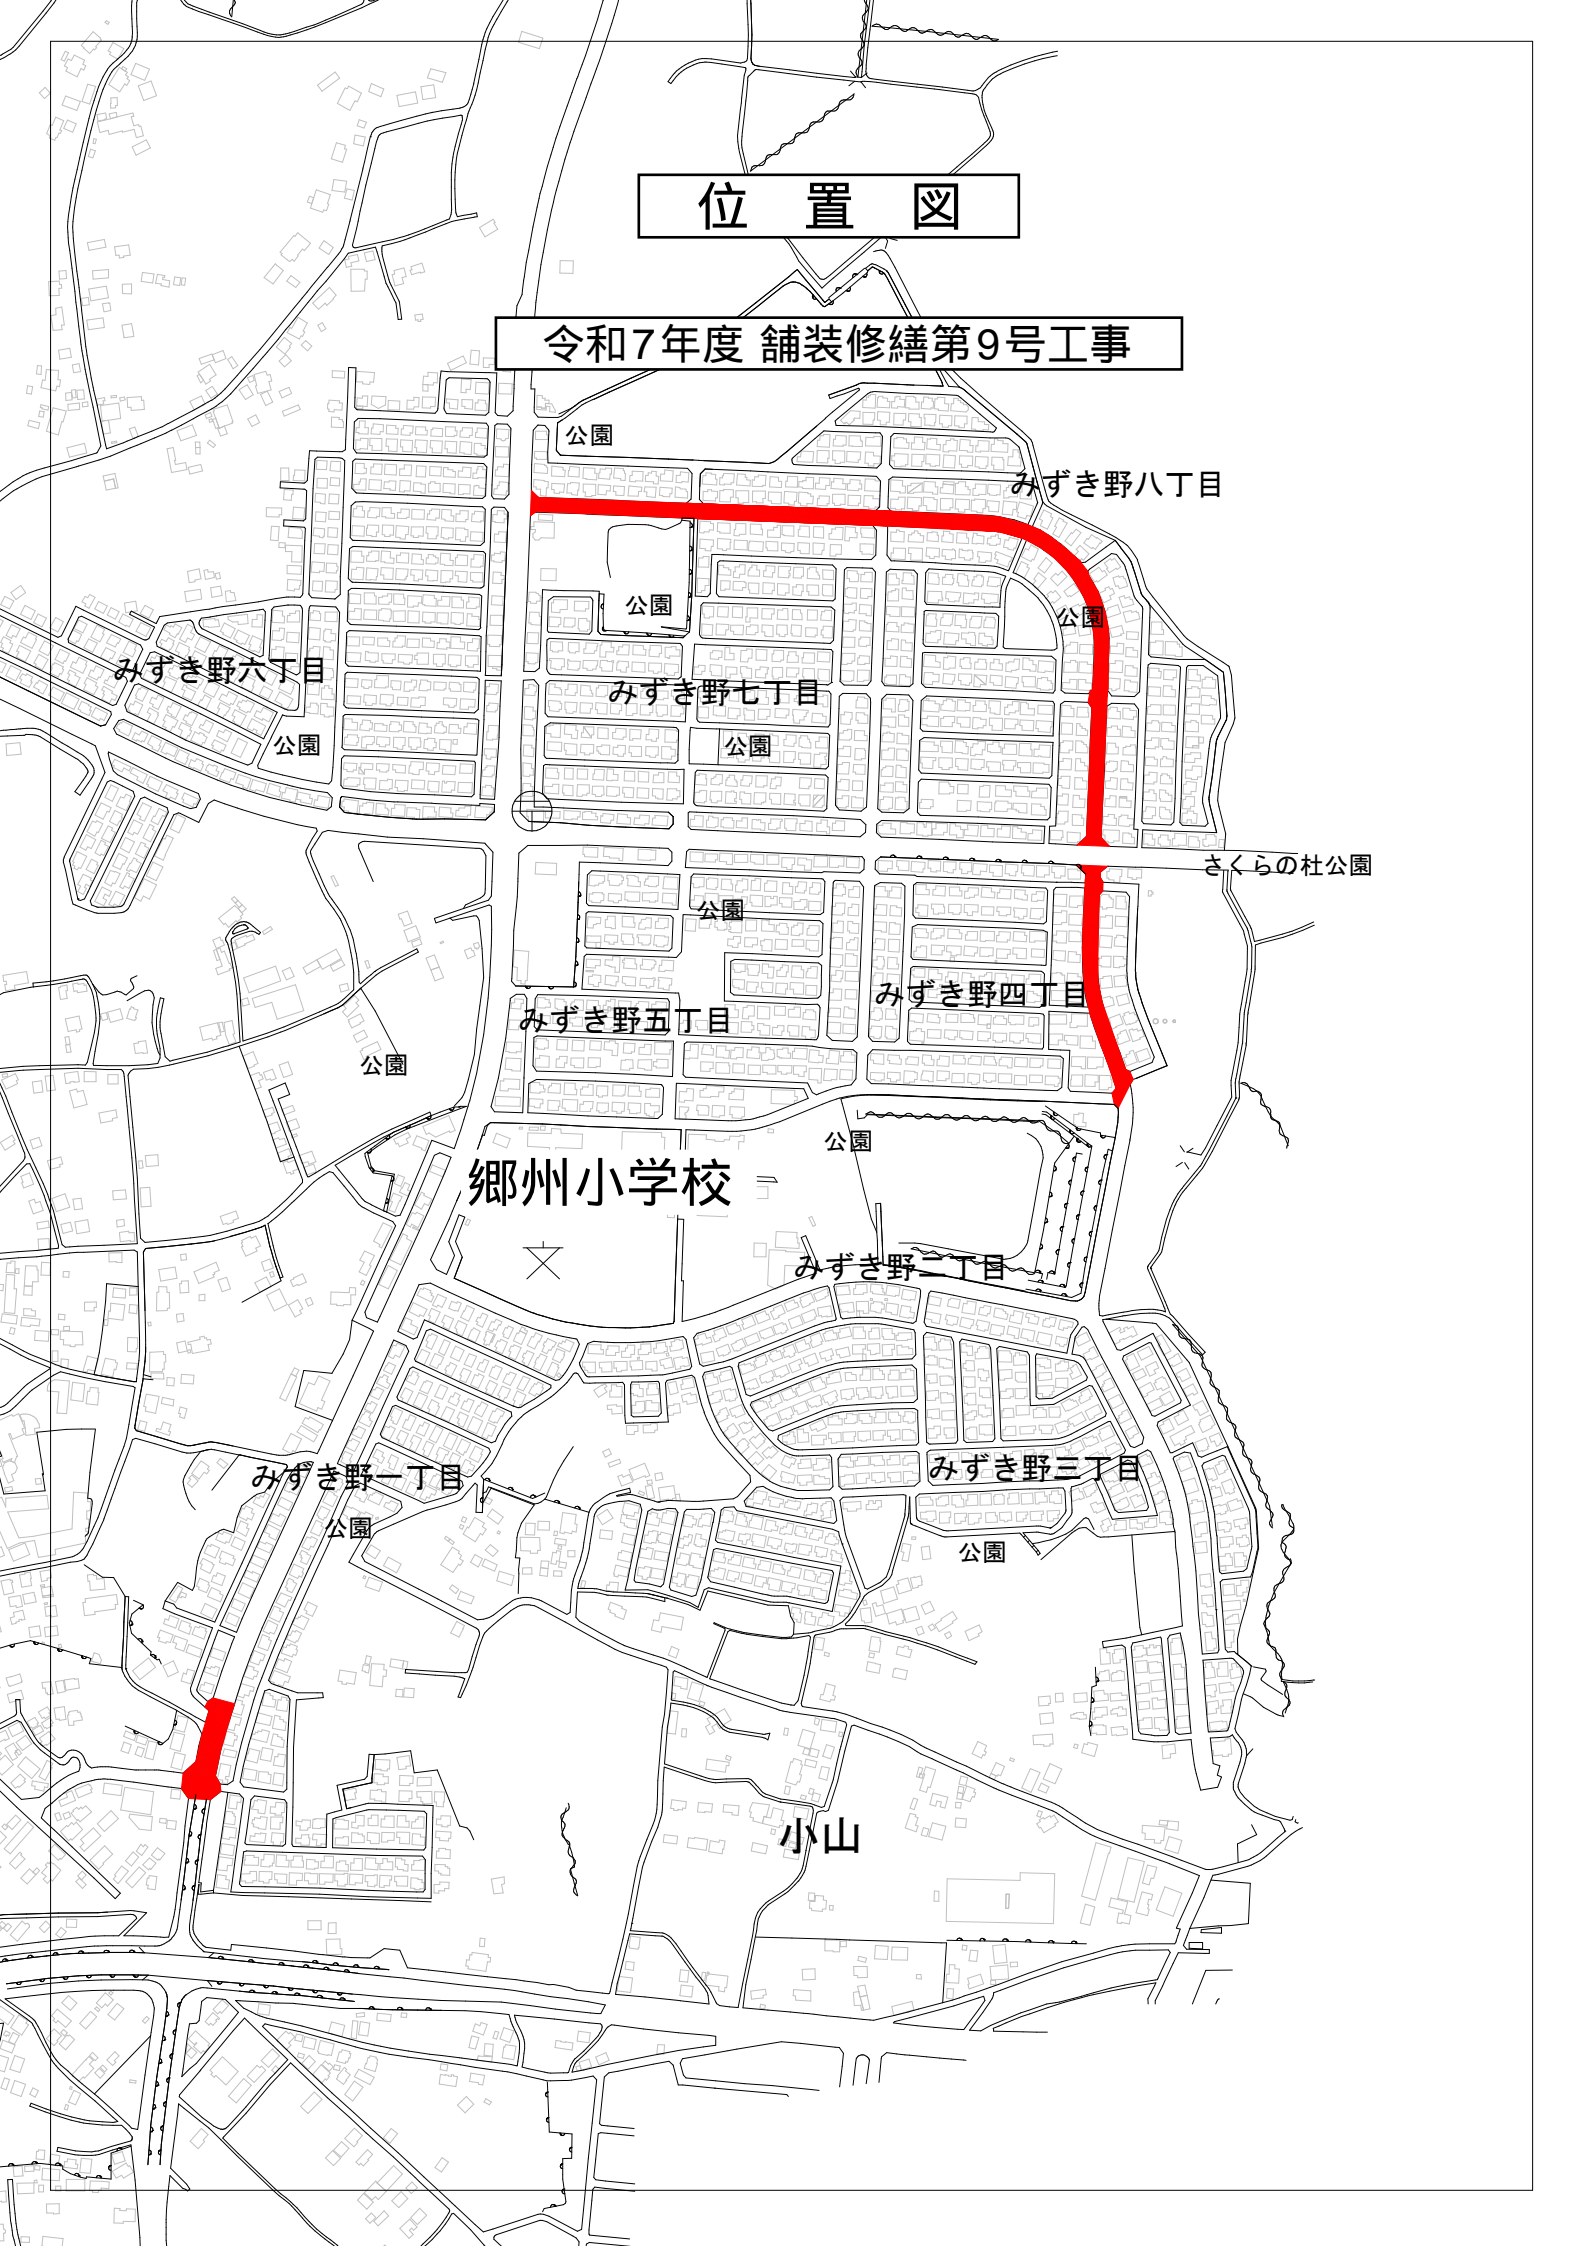 位 置 図
令和7年度 舗装修繕第9号工事
公園
みずき野八丁目
公園
公園
みずき野六丁目
みずき野七丁目
公園
公園
さくらの杜公園
公園
みずき野四丁目
みずき野五丁目
公園
公園
郷州小学校
みずき野二丁目
みずき野三丁目
みずき野一丁目
公園
公園
小山